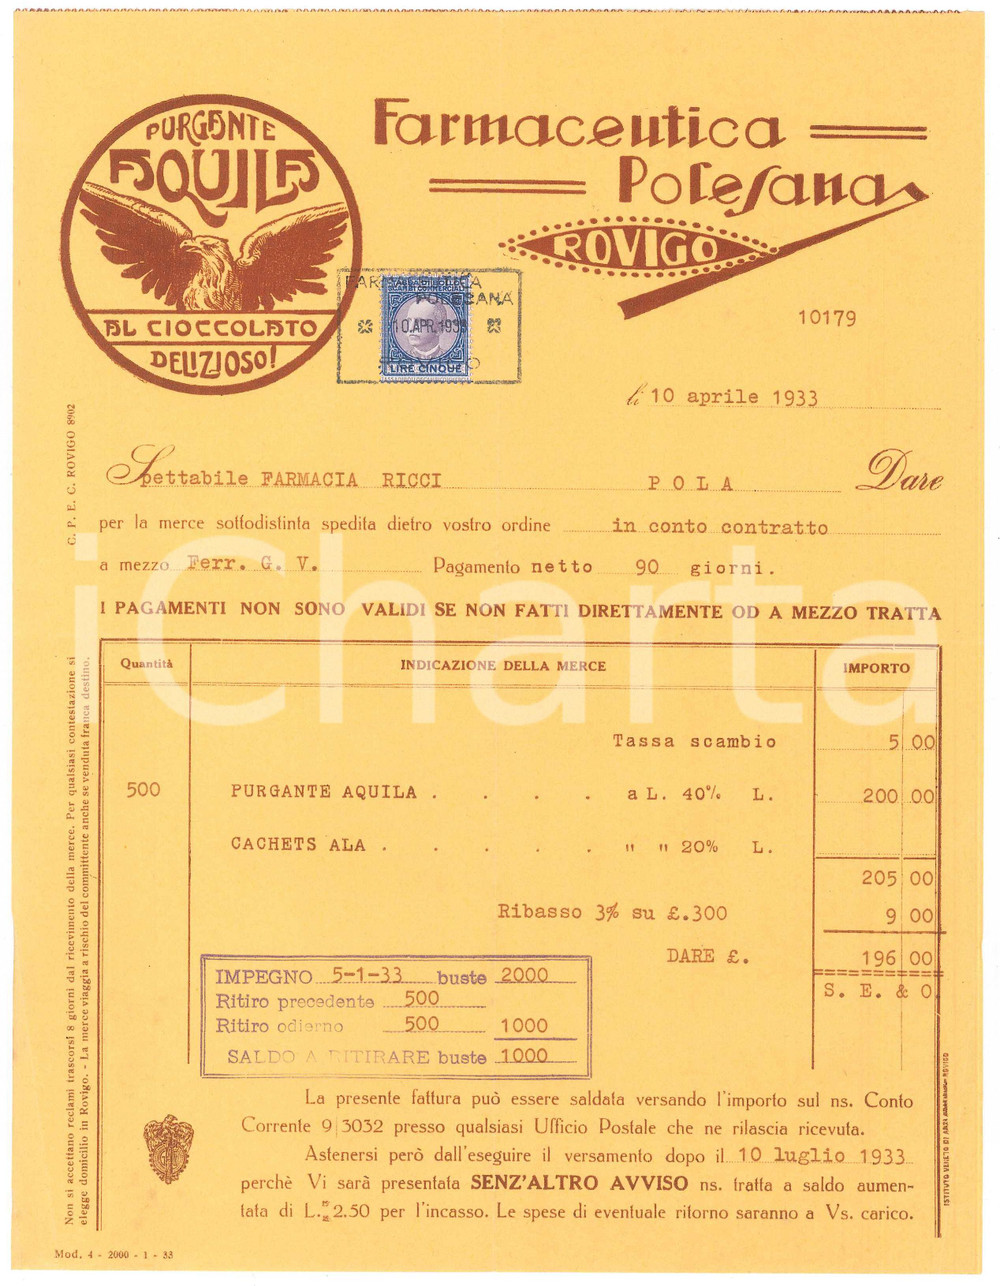 PURGANTE
AQUILA
AL CIOCCOLATO
DELIZIOSO!
Farmaceutica
Polesana
ROVIGO
FARMACEUTICA
POLESANA
10.APR.1933
LIRE CINQUE
10179
li 10 aprile 1933
Spettabile FARMACIA RICCI POLA Dare
per la merce sottodistinta spedita dietro vostro ordine in conto contratto
a mezzo Ferr. G. V. Pagamento netto 90 giorni.
I PAGAMENTI NON SONO VALIDI SE NON FATTI DIRETTAMENTE OD A MEZZO TRATTA
Quantità INDICAZIONE DELLA MERCE IMPORTO
Tassa scambio 5 00
500 PURGANTE AQUILA . . . . a L. 40% L. 200 00
CACHETS ALA . . . . . " " 20% L.
205 00
Ribasso 3% su £.300 9 00
DARE £. 196 00
S. E. & O
IMPEGNO 5-1-33 buste 2000
Ritiro precedente 500
Ritiro odierno 500 1000
SALDO A RITIRARE buste 1000
La presente fattura può essere saldata versando l'importo sul ns. Conto
Corrente 9/3032 presso qualsiasi Ufficio Postale che ne rilascia ricevuta.
Astenersi però dall'eseguire il versamento dopo il 10 luglio 1933
perchè Vi sarà presentata SENZ'ALTRO AVVISO ns. tratta a saldo aumen-
tata di L. 2.50 per l'incasso. Le spese di eventuale ritorno saranno a Vs. carico.
C. P. E. C. ROVIGO 8902
Non si accettano reclami trascorsi 8 giorni dal ricevimento della merce. Per qualsiasi contestazione si
elegge domicilio in Rovigo. - La merce viaggia a rischio del committente anche se venduta franca destino.
Mod. 4 - 2000 - 1 - 33
iCharta